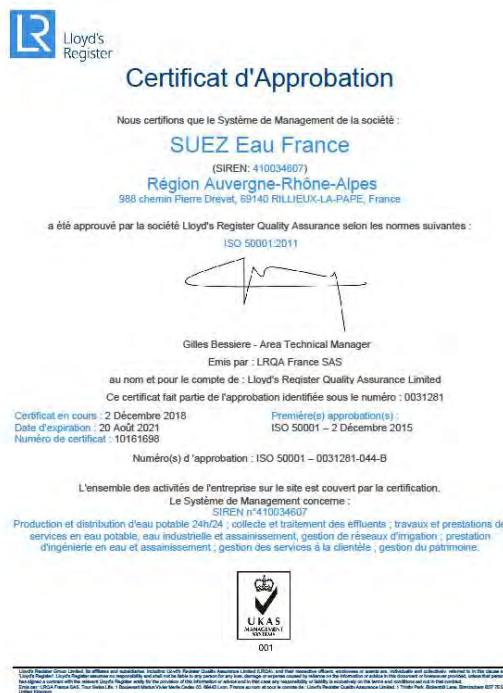 LR
Lloyd's
Register
Certificat d'Approbation
Nous certifions que le Système de Management de la société :
SUEZ Eau France
(SIREN: 410034607)
Région Auvergne-Rhône-Alpes
988 chemin Pierre Drevet, 69140 RILLIEUX-LA-PAPE, France
a été approuvé par la société Lloyd's Register Quality Assurance selon les normes suivantes :
ISO 50001:2011
Gilles Bessiere - Area Technical Manager
Emis par : LRQA France SAS
au nom et pour le compte de : Lloyd's Register Quality Assurance Limited
Ce certificat fait partie de l'approbation identifiée sous le numéro : 0031281
Certificat en cours : 2 Décembre 2018
Date d'expiration : 20 Août 2021
Numéro de certificat : 10161698
Première(s) approbation(s) :
ISO 50001 – 2 Décembre 2015
Numéro(s) d'approbation : ISO 50001 – 0031281-044-B
L'ensemble des activités de l'entreprise sur le site est couvert par la certification.
Le Système de Management concerne :
SIREN n°410034607
Production et distribution d'eau potable 24h/24 ; collecte et traitement des effluents ; travaux et prestations de
services en eau potable, eau industrielle et assainissement, gestion de réseaux d'irrigation ; prestation
d'ingénierie en eau et assainissement ; gestion des services à la clientèle ; gestion du patrimoine.
UKAS
MANAGEMENT
SYSTEMS
001